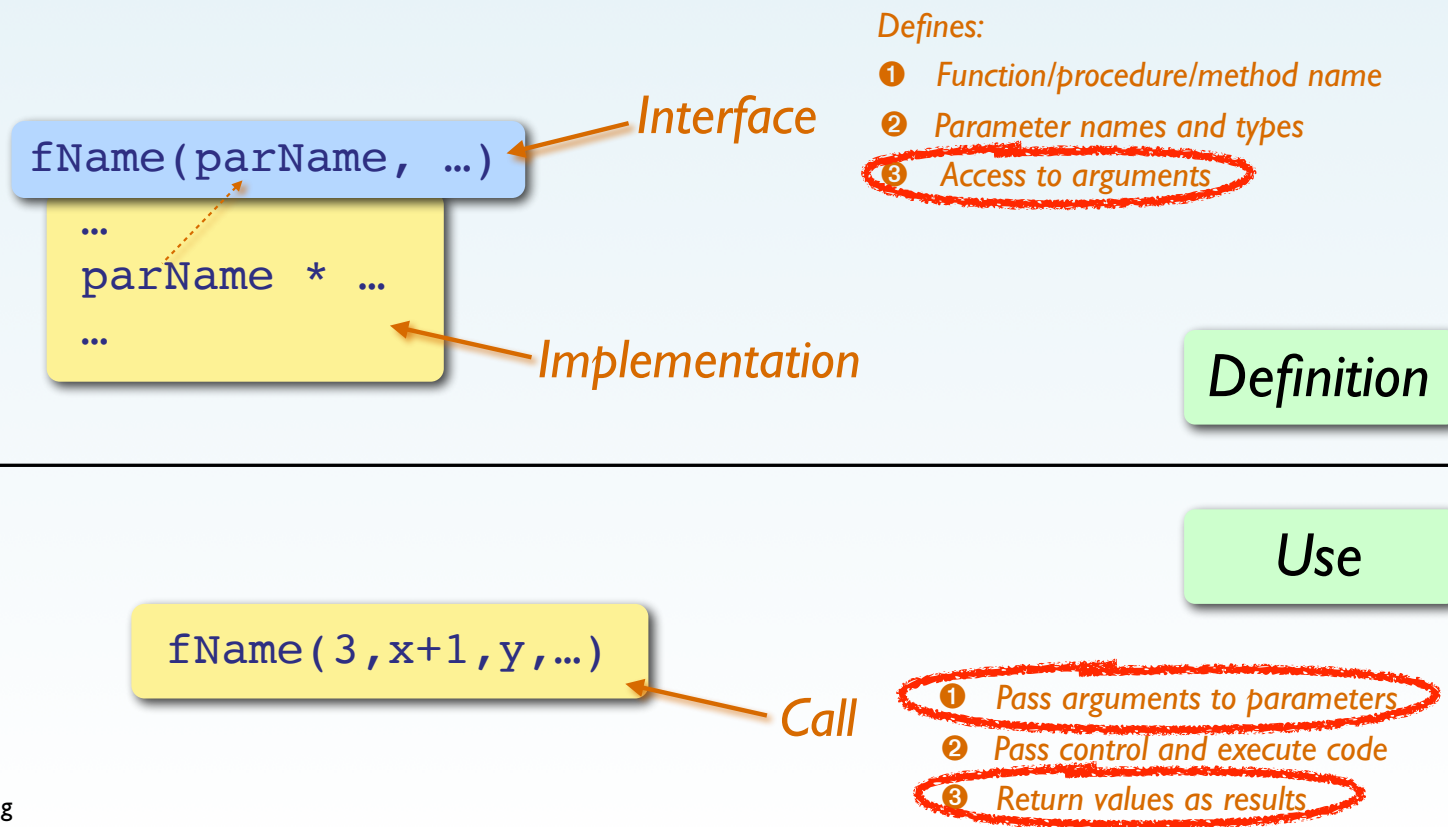 Defines:
❶ Function/procedure/method name
Interface
❷ Parameter names and types
fName(parName, …)
❸ Access to arguments
…
parName * …
…
Implementation
Definition
Use
fName(3,x+1,y,…)
Call
❶ Pass arguments to parameters
❷ Pass control and execute code
❸ Return values as results
g